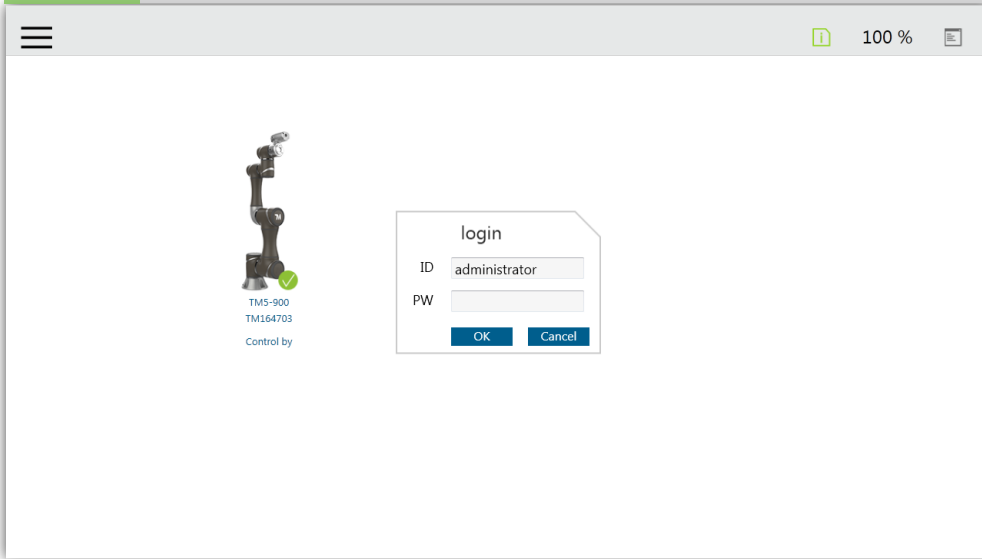 100 %
login
ID administrator
PW
OK Cancel
TM5-900
TM164703
Control by